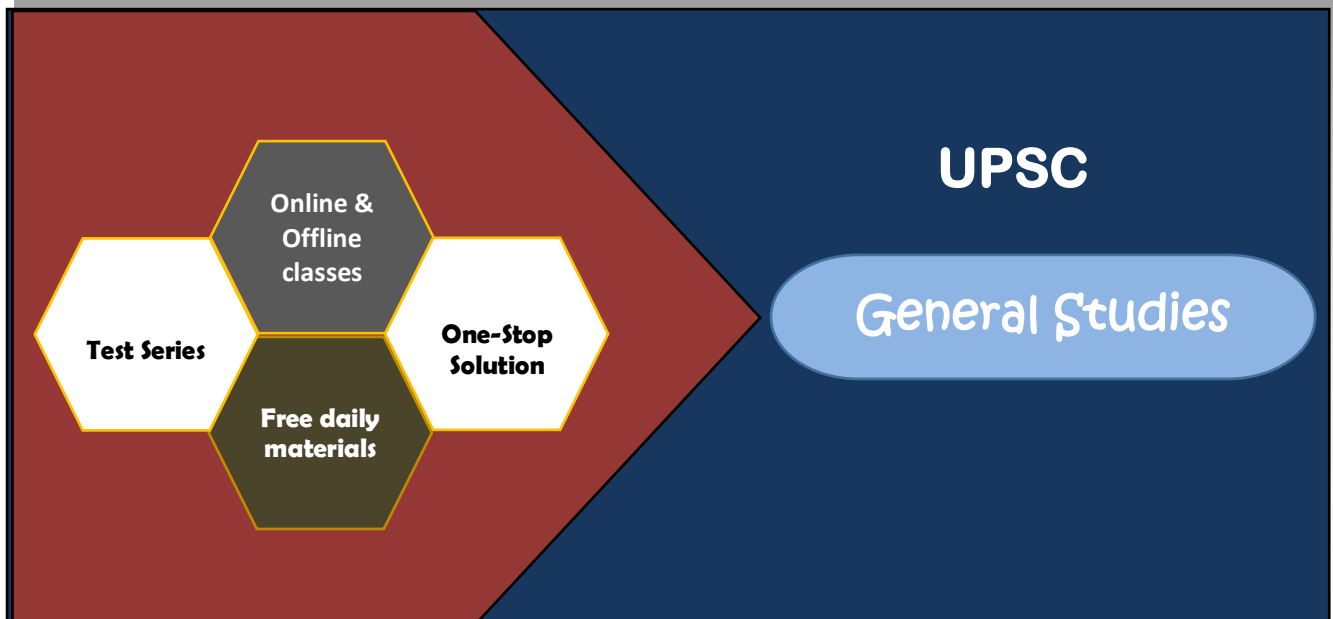 Online &
Offline
classes
Test Series
One-Stop
Solution
Free daily
materials
UPSC
General Studies